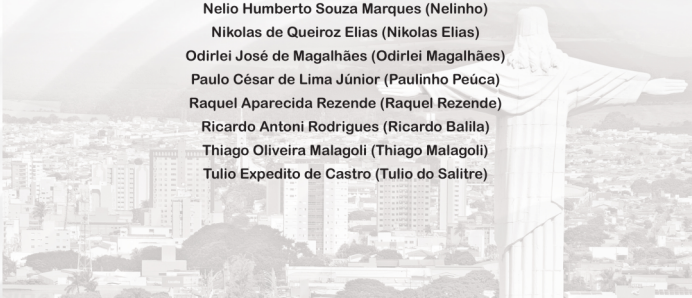 Nelio Humberto Souza Marques (Nelinho)
Nikolas de Queiroz Elias (Nikolas Elias)
Odirlei José de Magalhães (Odirlei Magalhães)
Paulo César de Lima Júnior (Paulinho Peúca)
Raquel Aparecida Rezende (Raquel Rezende)
Ricardo Antoni Rodrigues (Ricardo Balila)
Thiago Oliveira Malagoli (Thiago Malagoli)
Tulio Expedito de Castro (Tulio do Salitre)